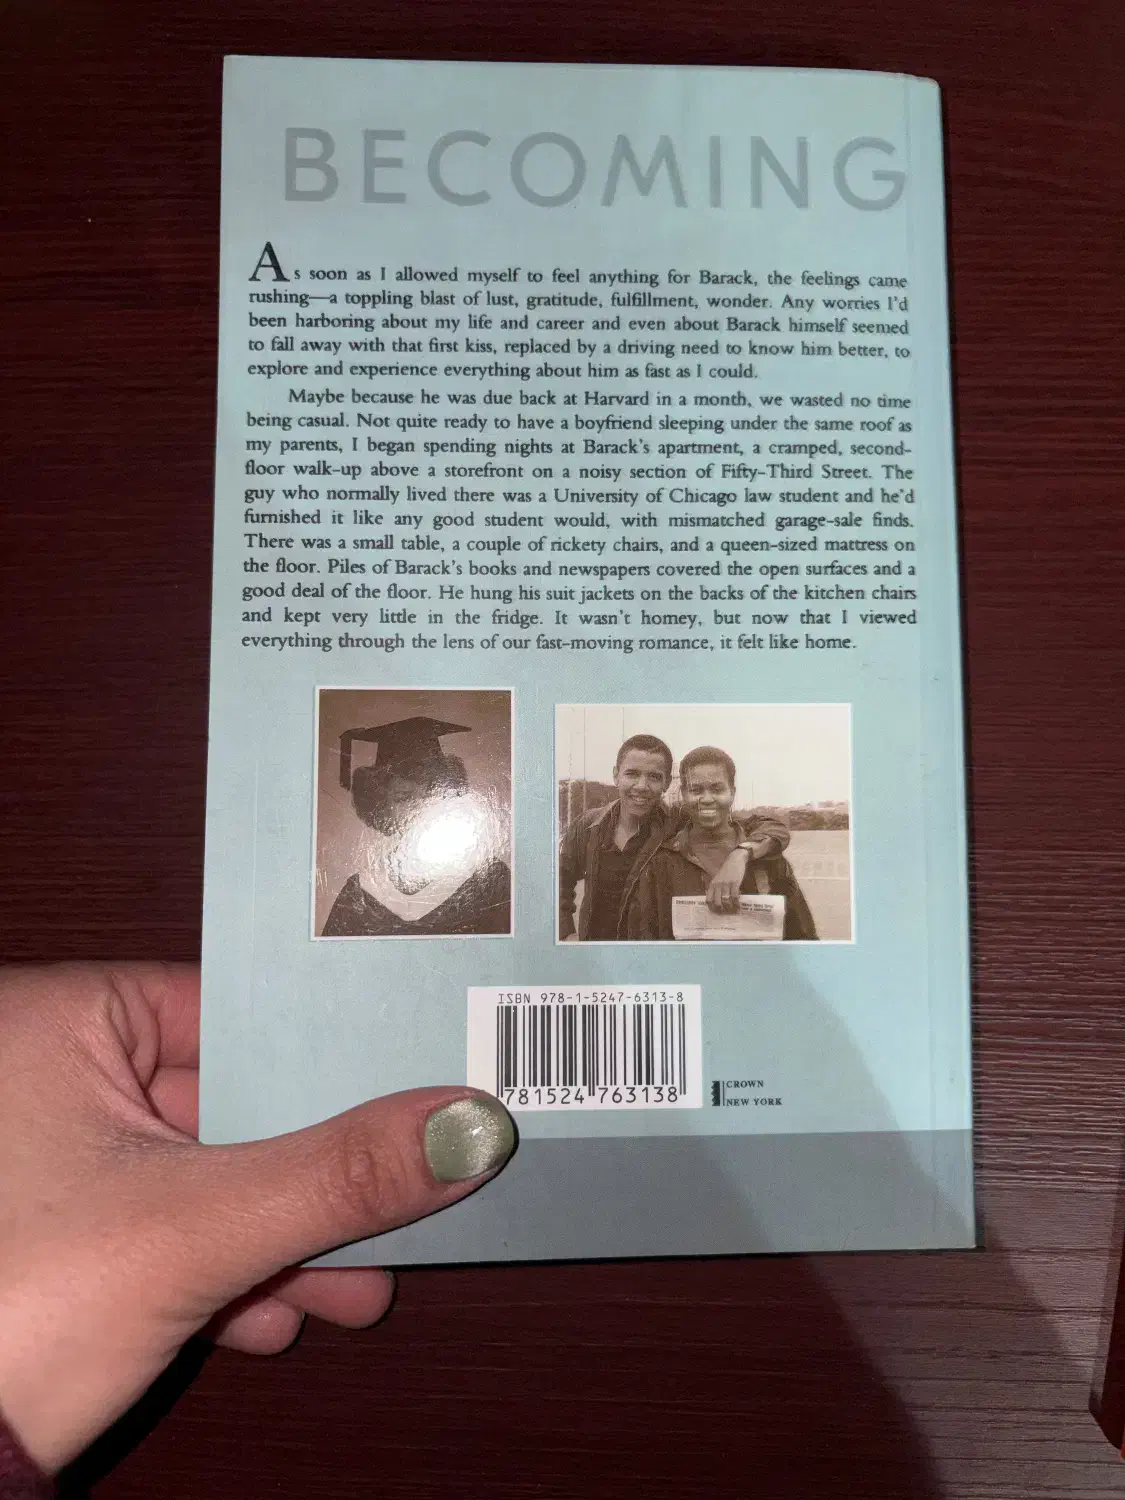 BECOMING
As soon as I allowed myself to feel anything for Barack, the feelings came
rushing—a toppling blast of lust, gratitude, fulfillment, wonder. Any worries I'd
been harboring about my life and career and even about Barack himself seemed
to fall away with that first kiss, replaced by a driving need to know him better, to
explore and experience everything about him as fast as I could.
Maybe because he was due back at Harvard in a month, we wasted no time
being casual. Not quite ready to have a boyfriend sleeping under the same roof as
my parents, I began spending nights at Barack's apartment, a cramped, second-
floor walk-up above a storefront on a noisy section of Fifty-Third Street. The
guy who normally lived there was a University of Chicago law student and he'd
furnished it like any good student would, with mismatched garage-sale finds.
There was a small table, a couple of rickety chairs, and a queen-sized mattress on
the floor. Piles of Barack's books and newspapers covered the open surfaces and a
good deal of the floor. He hung his suit jackets on the backs of the kitchen chairs
and kept very little in the fridge. It wasn't homey, but now that I viewed
everything through the lens of our fast-moving romance, it felt like home.
ISBN 978-1-5247-6313-8
781524 763138
CROWN
NEW YORK